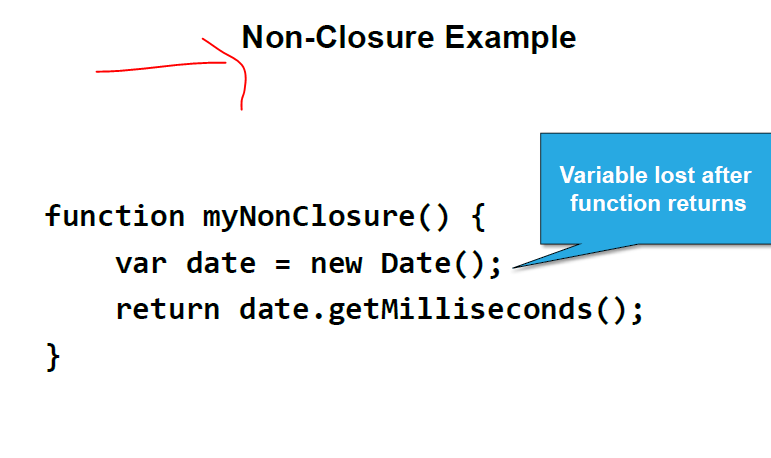 Non-Closure Example
Variable lost after
function returns
function myNonClosure() {
    var date = new Date();
    return date.getMilliseconds();
}